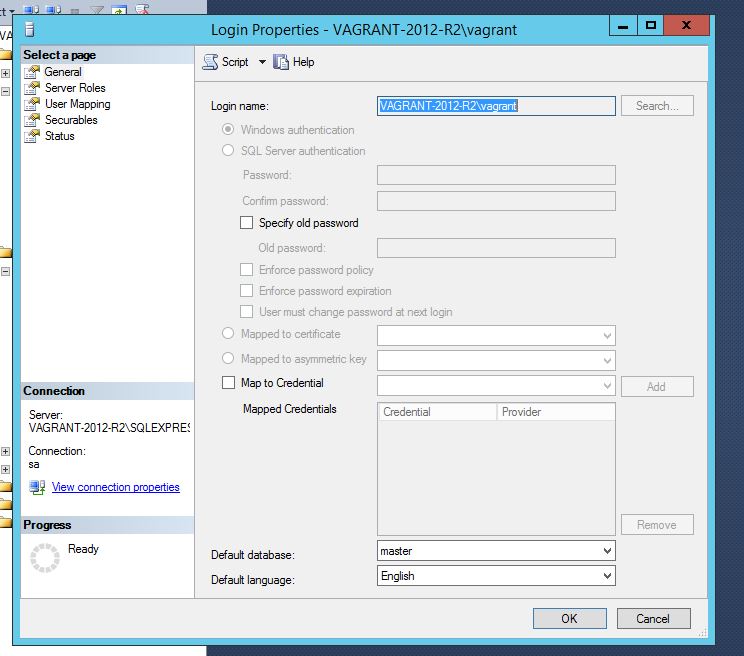 Login Properties - VAGRANT-2012-R2\vagrant
Select a page
General
Server Roles
User Mapping
Securables
Status
Script Help
Login name: VAGRANT-2012-R2\vagrant Search...
Windows authentication
SQL Server authentication
Password:
Confirm password:
Specify old password
Old password:
Enforce password policy
Enforce password expiration
User must change password at next login
Mapped to certificate
Mapped to asymmetric key
Map to Credential Add
Mapped Credentials Credential Provider
Remove
Default database: master
Default language: English
Connection
Server:
VAGRANT-2012-R2\SQLEXPRES
Connection:
sa
View connection properties
Progress
Ready
OK Cancel